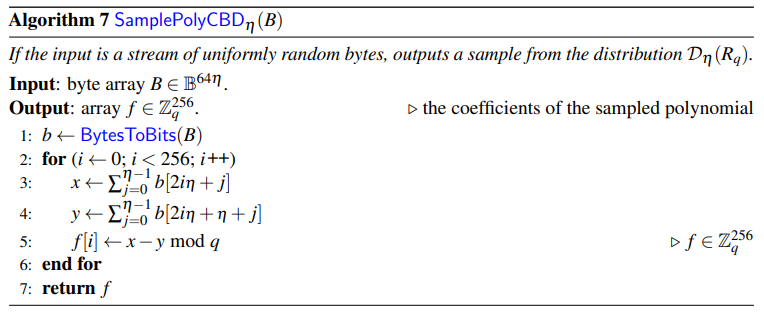 Algorithm 7 SamplePolyCBD_η(B)
If the input is a stream of uniformly random bytes, outputs a sample from the distribution 𝒟_η(R_q).
Input: byte array B ∈ 𝔹^{64η}.
Output: array f ∈ ℤ_q^{256}. ▷ the coefficients of the sampled polynomial
1: b ← BytesToBits(B)
2: for (i ← 0; i < 256; i++)
3: x ← ∑_{j=0}^{η−1} b[2iη + j]
4: y ← ∑_{j=0}^{η−1} b[2iη + η + j]
5: f[i] ← x − y mod q ▷ f ∈ ℤ_q^{256}
6: end for
7: return f